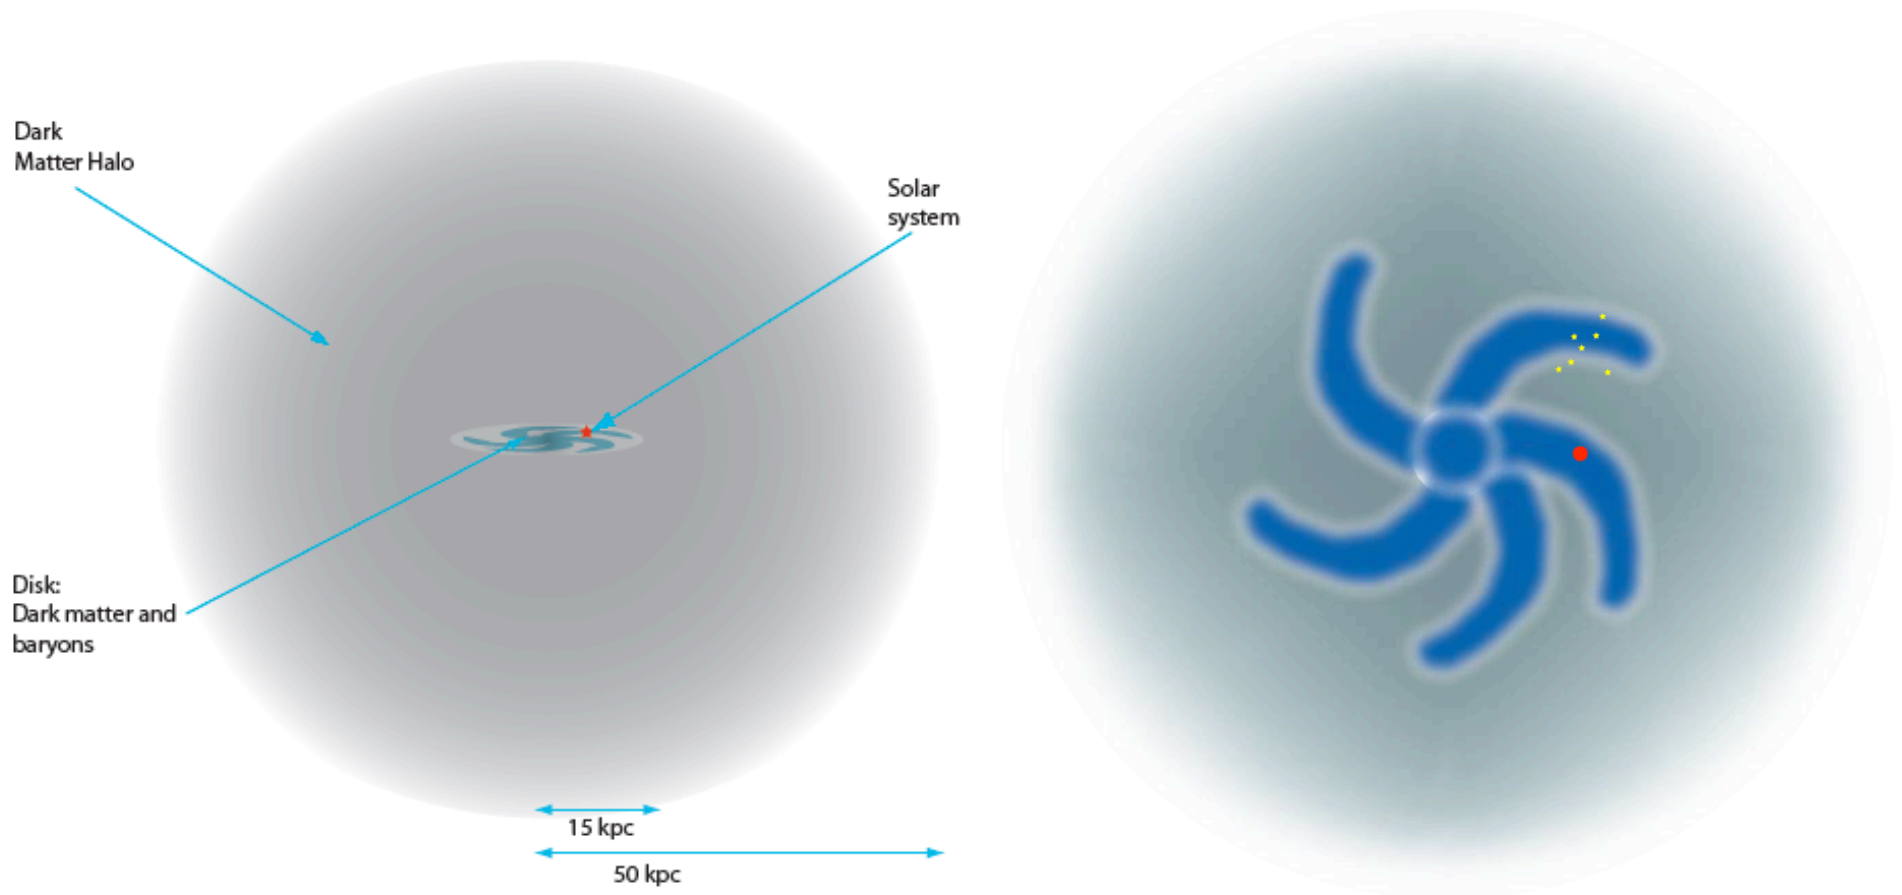 Dark
Matter Halo
Solar
system
Disk:
Dark matter and
baryons
15 kpc
50 kpc